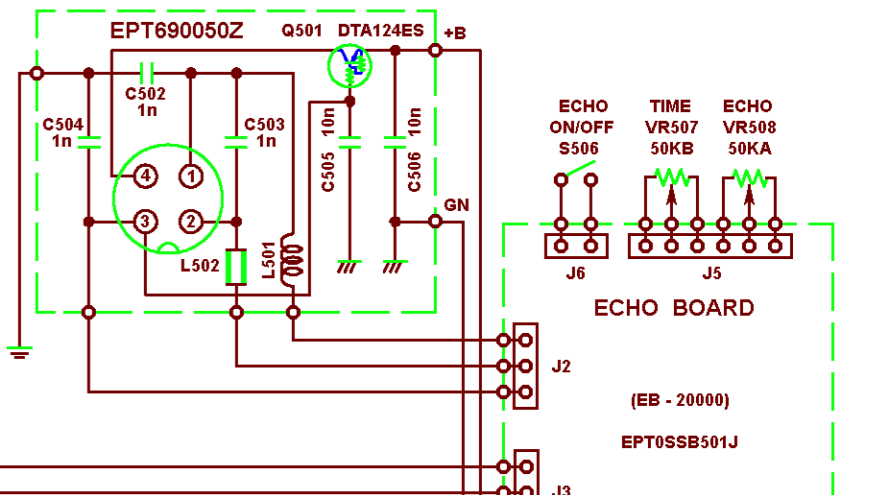 EPT690050Z
Q501 DTA124ES
+B
C502
1n
C504
1n
C503
1n
10n
C505
10n
C506
4
1
3
2
GN
L502
L501
ECHO
ON/OFF
S506
TIME
VR507
50KB
ECHO
VR508
50KA
J6
J5
ECHO BOARD
J2
(EB - 20000)
EPT0SSB501J
J3